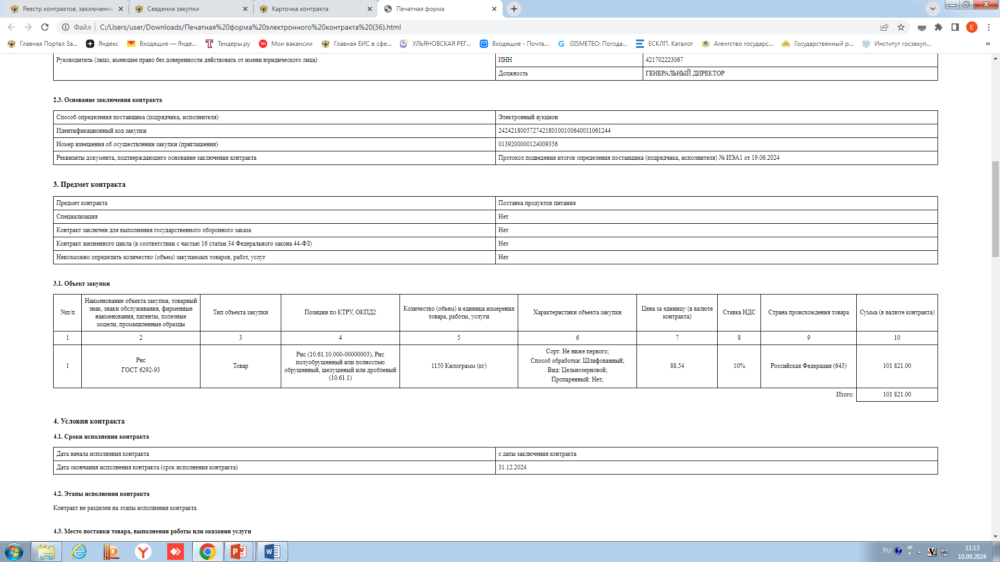 Реестр контрактов, заключенны
Сведения закупки
Карточка контракта
Печатная форма
Файл
C:/Users/user/Downloads/Печатная%20форма%20электронного%20контракта%20(36).html
E
Главная Портал За...
Яндекс
Входящие — Янде...
Тендеры.ру
Мои вакансии
Главная ЕИС в сфе...
УЛЬЯНОВСКАЯ РЕГ...
Входящие - Почта...
GISMETEO: Погода...
ЕСКЛП. Каталог
Агентство государс...
Государственный р...
Институт госзакуп...
»
Руководитель (лицо, имеющее право без доверенности действовать от имени юридического лица)
ИНН
421702223067
Должность
ГЕНЕРАЛЬНЫЙ ДИРЕКТОР
2.3. Основание заключения контракта
Способ определения поставщика (подрядчика, исполнителя)
Электронный аукцион
Идентификационный код закупки
242421800572742180100100640011061244
Номер извещения об осуществлении закупки (приглашения)
0139200000124009356
Реквизиты документа, подтверждающего основание заключения контракта
Протокол подведения итогов определения поставщика (подрядчика, исполнителя) № ИЭА1 от 19.06.2024
3. Предмет контракта
Предмет контракта
Поставка продуктов питания
Специализация
Нет
Контракт заключен для выполнения государственного оборонного заказа
Нет
Контракт жизненного цикла (в соответствии с частью 16 статьи 34 Федерального закона 44-ФЗ)
Нет
Невозможно определить количество (объем) закупаемых товаров, работ, услуг
Нет
3.1. Объект закупки
№п/п
Наименование объекта закупки, товарный
знак, знаки обслуживания, фирменные
наименования, патенты, полезные
модели, промышленные образцы
Тип объекта закупки
Позиции по КТРУ, ОКПД2
Количество (объем) и единица измерения
товара, работы, услуги
Характеристики объекта закупки
Цена за единицу (в валюте
контракта)
Ставка НДС
Страна происхождения товара
Сумма (в валюте контракта)
1
2
3
4
5
6
7
8
9
10
1
Рис
ГОСТ 6292-93
Товар
Рис (10.61.10.000-00000003), Рис
полуобрушенный или полностью
обрушенный, шелушеный или дробленый
(10.61.1)
1150 Килограмм (кг)
Сорт: Не ниже первого;
Способ обработки: Шлифованный;
Вид: Цельнозерновой;
Пропаренный: Нет;
88.54
10%
Российская Федерация (643)
101 821.00
Итого:
101 821.00
4. Условия контракта
4.1. Сроки исполнения контракта
Дата начала исполнения контракта
с даты заключения контракта
Дата окончания исполнения контракта (срок исполнения контракта)
31.12.2024
4.2. Этапы исполнения контракта
Контракт не разделен на этапы исполнения контракта
4.3. Место поставки товара, выполнения работы или оказания услуги
RU
11:13
10.09.2024